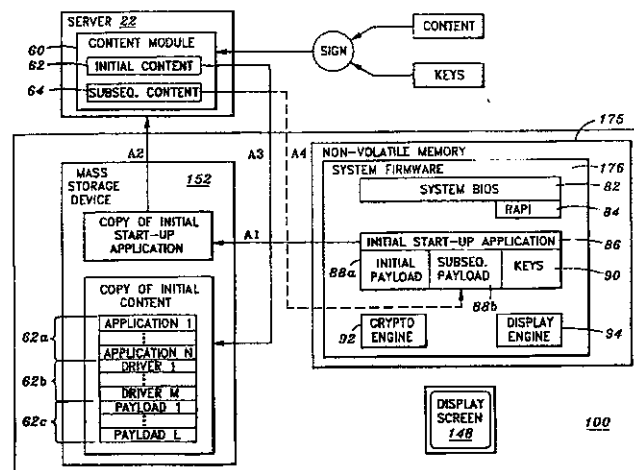 SERVER 22
60
CONTENT MODULE
62
INITIAL CONTENT
64
SUBSEQ. CONTENT
SIGN
CONTENT
KEYS
175
A2
A3
A4
MASS
STORAGE
DEVICE
152
COPY OF INITIAL
START-UP
APPLICATION
A1
COPY OF INITIAL
CONTENT
62a
APPLICATION 1
APPLICATION N
62b
DRIVER 1
DRIVER M
62c
PAYLOAD 1
PAYLOAD L
NON-VOLATILE MEMORY
SYSTEM FIRMWARE
176
SYSTEM BIOS
82
RAPI
84
INITIAL START-UP APPLICATION
86
88a
INITIAL
PAYLOAD
SUBSEQ.
PAYLOAD
KEYS
90
88b
92
CRYPTO
ENGINE
DISPLAY
ENGINE
94
DISPLAY
SCREEN
148
100